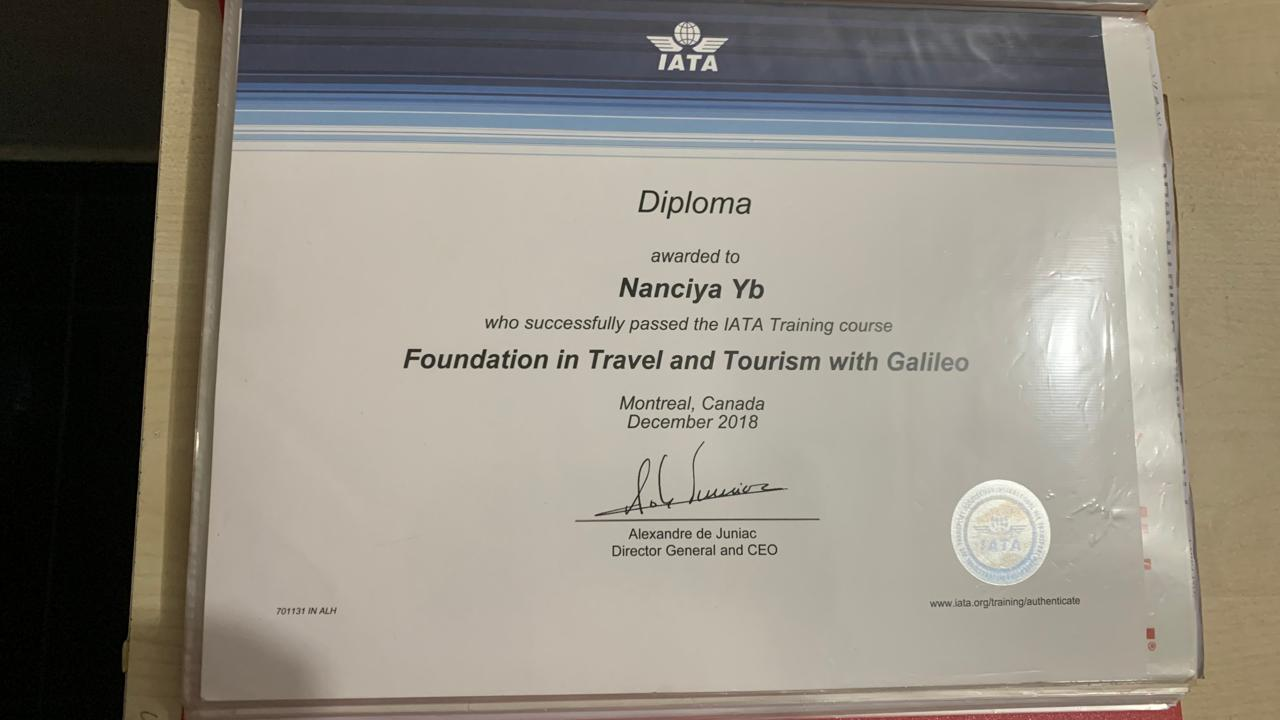 IATA
Diploma
awarded to
Nanciya Yb
who successfully passed the IATA Training course
Foundation in Travel and Tourism with Galileo
Montreal, Canada
December 2018
Alexandre de Juniac
Director General and CEO
IATA
701131 IN ALH
www.iata.org/training/authenticate